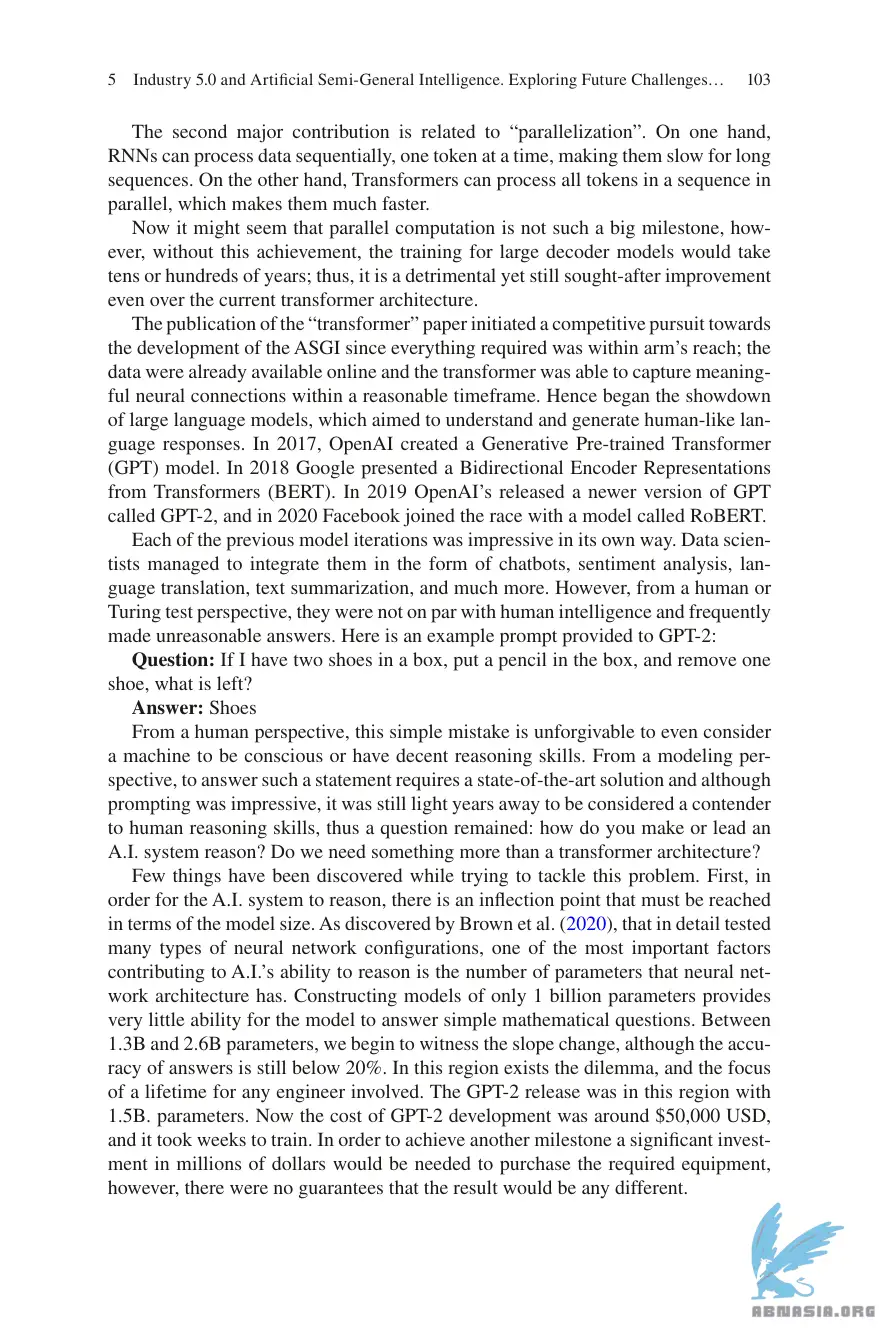 5 Industry 5.0 and Artificial Semi-General Intelligence. Exploring Future Challenges… 103
The second major contribution is related to “parallelization”. On one hand,
RNNs can process data sequentially, one token at a time, making them slow for long
sequences. On the other hand, Transformers can process all tokens in a sequence in
parallel, which makes them much faster.
Now it might seem that parallel computation is not such a big milestone, how-
ever, without this achievement, the training for large decoder models would take
tens or hundreds of years; thus, it is a detrimental yet still sought-after improvement
even over the current transformer architecture.
The publication of the “transformer” paper initiated a competitive pursuit towards
the development of the ASGI since everything required was within arm’s reach; the
data were already available online and the transformer was able to capture meaning-
ful neural connections within a reasonable timeframe. Hence began the showdown
of large language models, which aimed to understand and generate human-like lan-
guage responses. In 2017, OpenAI created a Generative Pre-trained Transformer
(GPT) model. In 2018 Google presented a Bidirectional Encoder Representations
from Transformers (BERT). In 2019 OpenAI’s released a newer version of GPT
called GPT-2, and in 2020 Facebook joined the race with a model called RoBERT.
Each of the previous model iterations was impressive in its own way. Data scien-
tists managed to integrate them in the form of chatbots, sentiment analysis, lan-
guage translation, text summarization, and much more. However, from a human or
Turing test perspective, they were not on par with human intelligence and frequently
made unreasonable answers. Here is an example prompt provided to GPT-2:
Question: If I have two shoes in a box, put a pencil in the box, and remove one
shoe, what is left?
Answer: Shoes
From a human perspective, this simple mistake is unforgivable to even consider
a machine to be conscious or have decent reasoning skills. From a modeling per-
spective, to answer such a statement requires a state-of-the-art solution and although
prompting was impressive, it was still light years away to be considered a contender
to human reasoning skills, thus a question remained: how do you make or lead an
A.I. system reason? Do we need something more than a transformer architecture?
Few things have been discovered while trying to tackle this problem. First, in
order for the A.I. system to reason, there is an inflection point that must be reached
in terms of the model size. As discovered by Brown et al. (2020), that in detail tested
many types of neural network configurations, one of the most important factors
contributing to A.I.’s ability to reason is the number of parameters that neural net-
work architecture has. Constructing models of only 1 billion parameters provides
very little ability for the model to answer simple mathematical questions. Between
1.3B and 2.6B parameters, we begin to witness the slope change, although the accu-
racy of answers is still below 20%. In this region exists the dilemma, and the focus
of a lifetime for any engineer involved. The GPT-2 release was in this region with
1.5B. parameters. Now the cost of GPT-2 development was around $50,000 USD,
and it took weeks to train. In order to achieve another milestone a significant invest-
ment in millions of dollars would be needed to purchase the required equipment,
however, there were no guarantees that the result would be any different.
ABNASIA.ORG